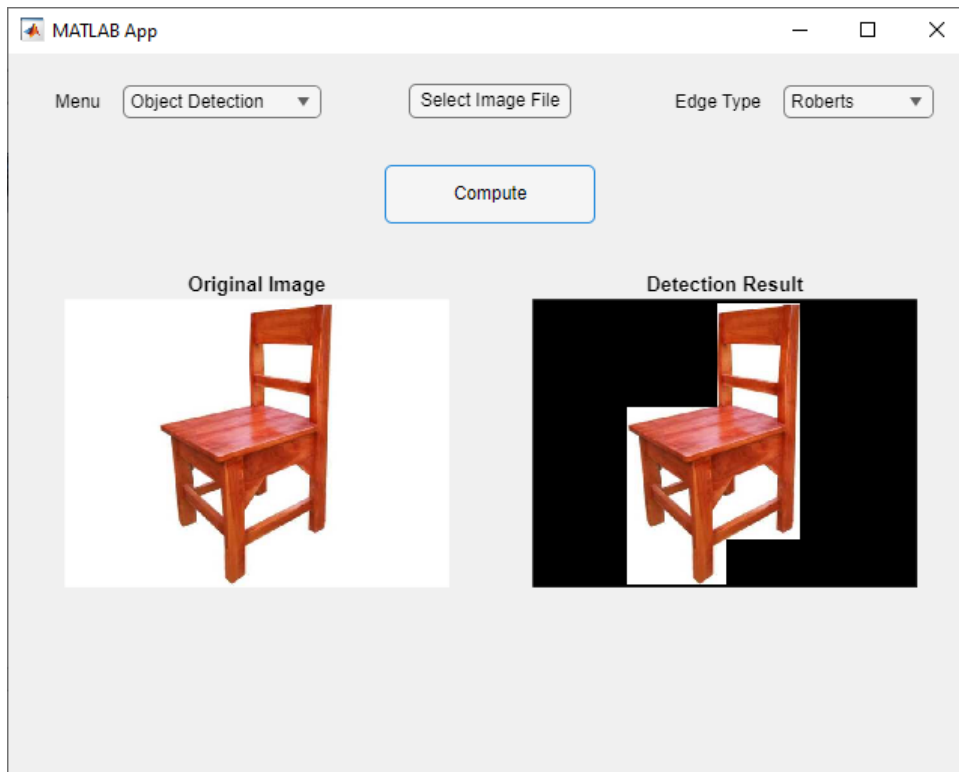 MATLAB App
Menu Object Detection Select Image File Edge Type Roberts
Compute
Original Image Detection Result